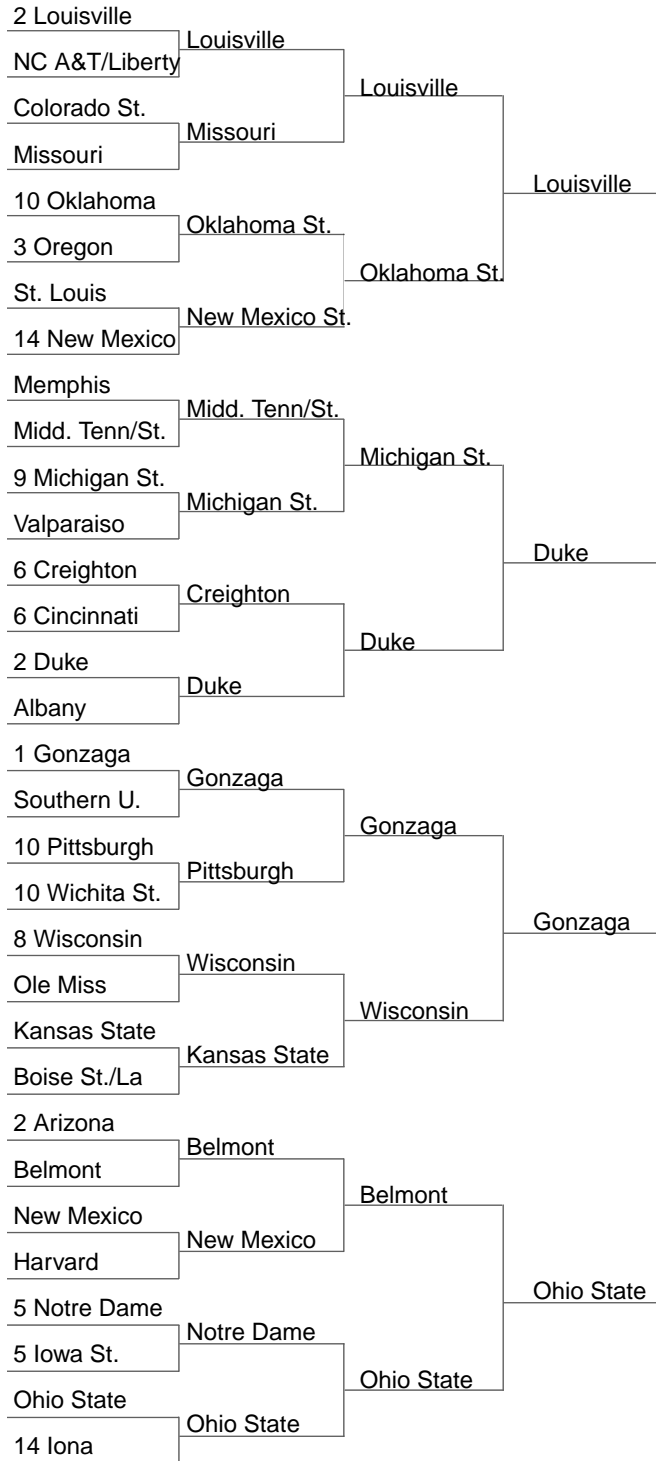 2 Louisville
Louisville
NC A&T/Liberty
Louisville
Colorado St.
Missouri
Missouri
Louisville
10 Oklahoma
Oklahoma St.
3 Oregon
Oklahoma St.
St. Louis
New Mexico St.
14 New Mexico
Memphis
Midd. Tenn/St.
Midd. Tenn/St.
Michigan St.
9 Michigan St.
Michigan St.
Valparaiso
Duke
6 Creighton
Creighton
6 Cincinnati
Duke
2 Duke
Duke
Albany
1 Gonzaga
Gonzaga
Southern U.
Gonzaga
10 Pittsburgh
Pittsburgh
10 Wichita St.
Gonzaga
8 Wisconsin
Wisconsin
Ole Miss
Wisconsin
Kansas State
Kansas State
Boise St./La
2 Arizona
Belmont
Belmont
Belmont
New Mexico
New Mexico
Harvard
Ohio State
5 Notre Dame
Notre Dame
5 Iowa St.
Ohio State
Ohio State
Ohio State
14 Iona